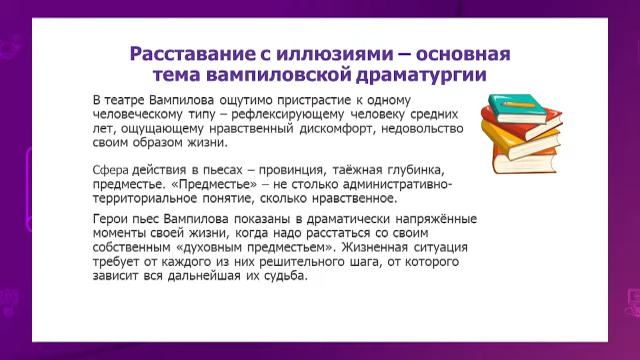 Расставание с иллюзиями – основная
тема вампиловской драматургии
В театре Вампилова ощутимо пристрастие к одному
человеческому типу – рефлексирующему человеку средних
лет, ощущающему нравственный дискомфорт, недовольство
своим образом жизни.
Сфера действия в пьесах – провинция, таёжная глубинка,
предместье. «Предместье» – не столько административно-
территориальное понятие, сколько нравственное.
Герои пьес Вампилова показаны в драматически напряжённые
моменты своей жизни, когда надо расстаться со своим
собственным «духовным предместьем». Жизненная ситуация
требует от каждого из них решительного шага, от которого
зависит вся дальнейшая их судьба.